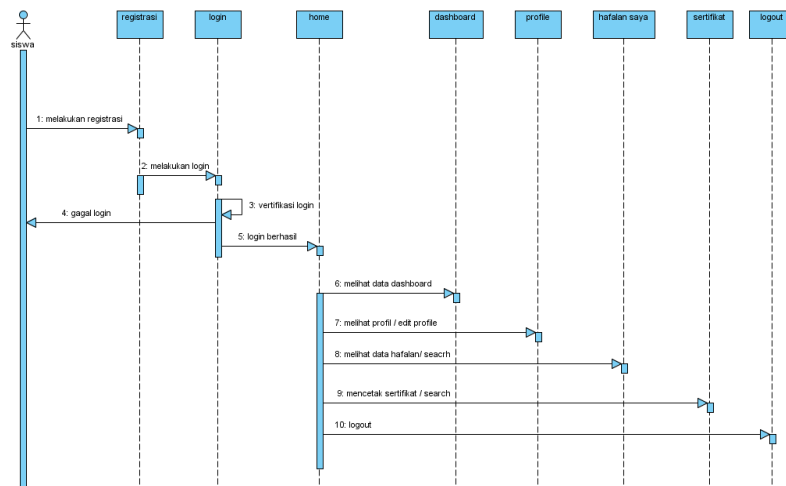 siswa
registrasi
login
home
dashboard
profile
hafalan saya
sertifikat
logout
1: melakukan registrasi
2: melakukan login
3: vertifikasi login
4: gagal login
5: login berhasil
6: melihat data dashboard
7: melihat profil / edit profile
8: melihat data hafalan/ seacrh
9: mencetak sertifikat / search
10: logout